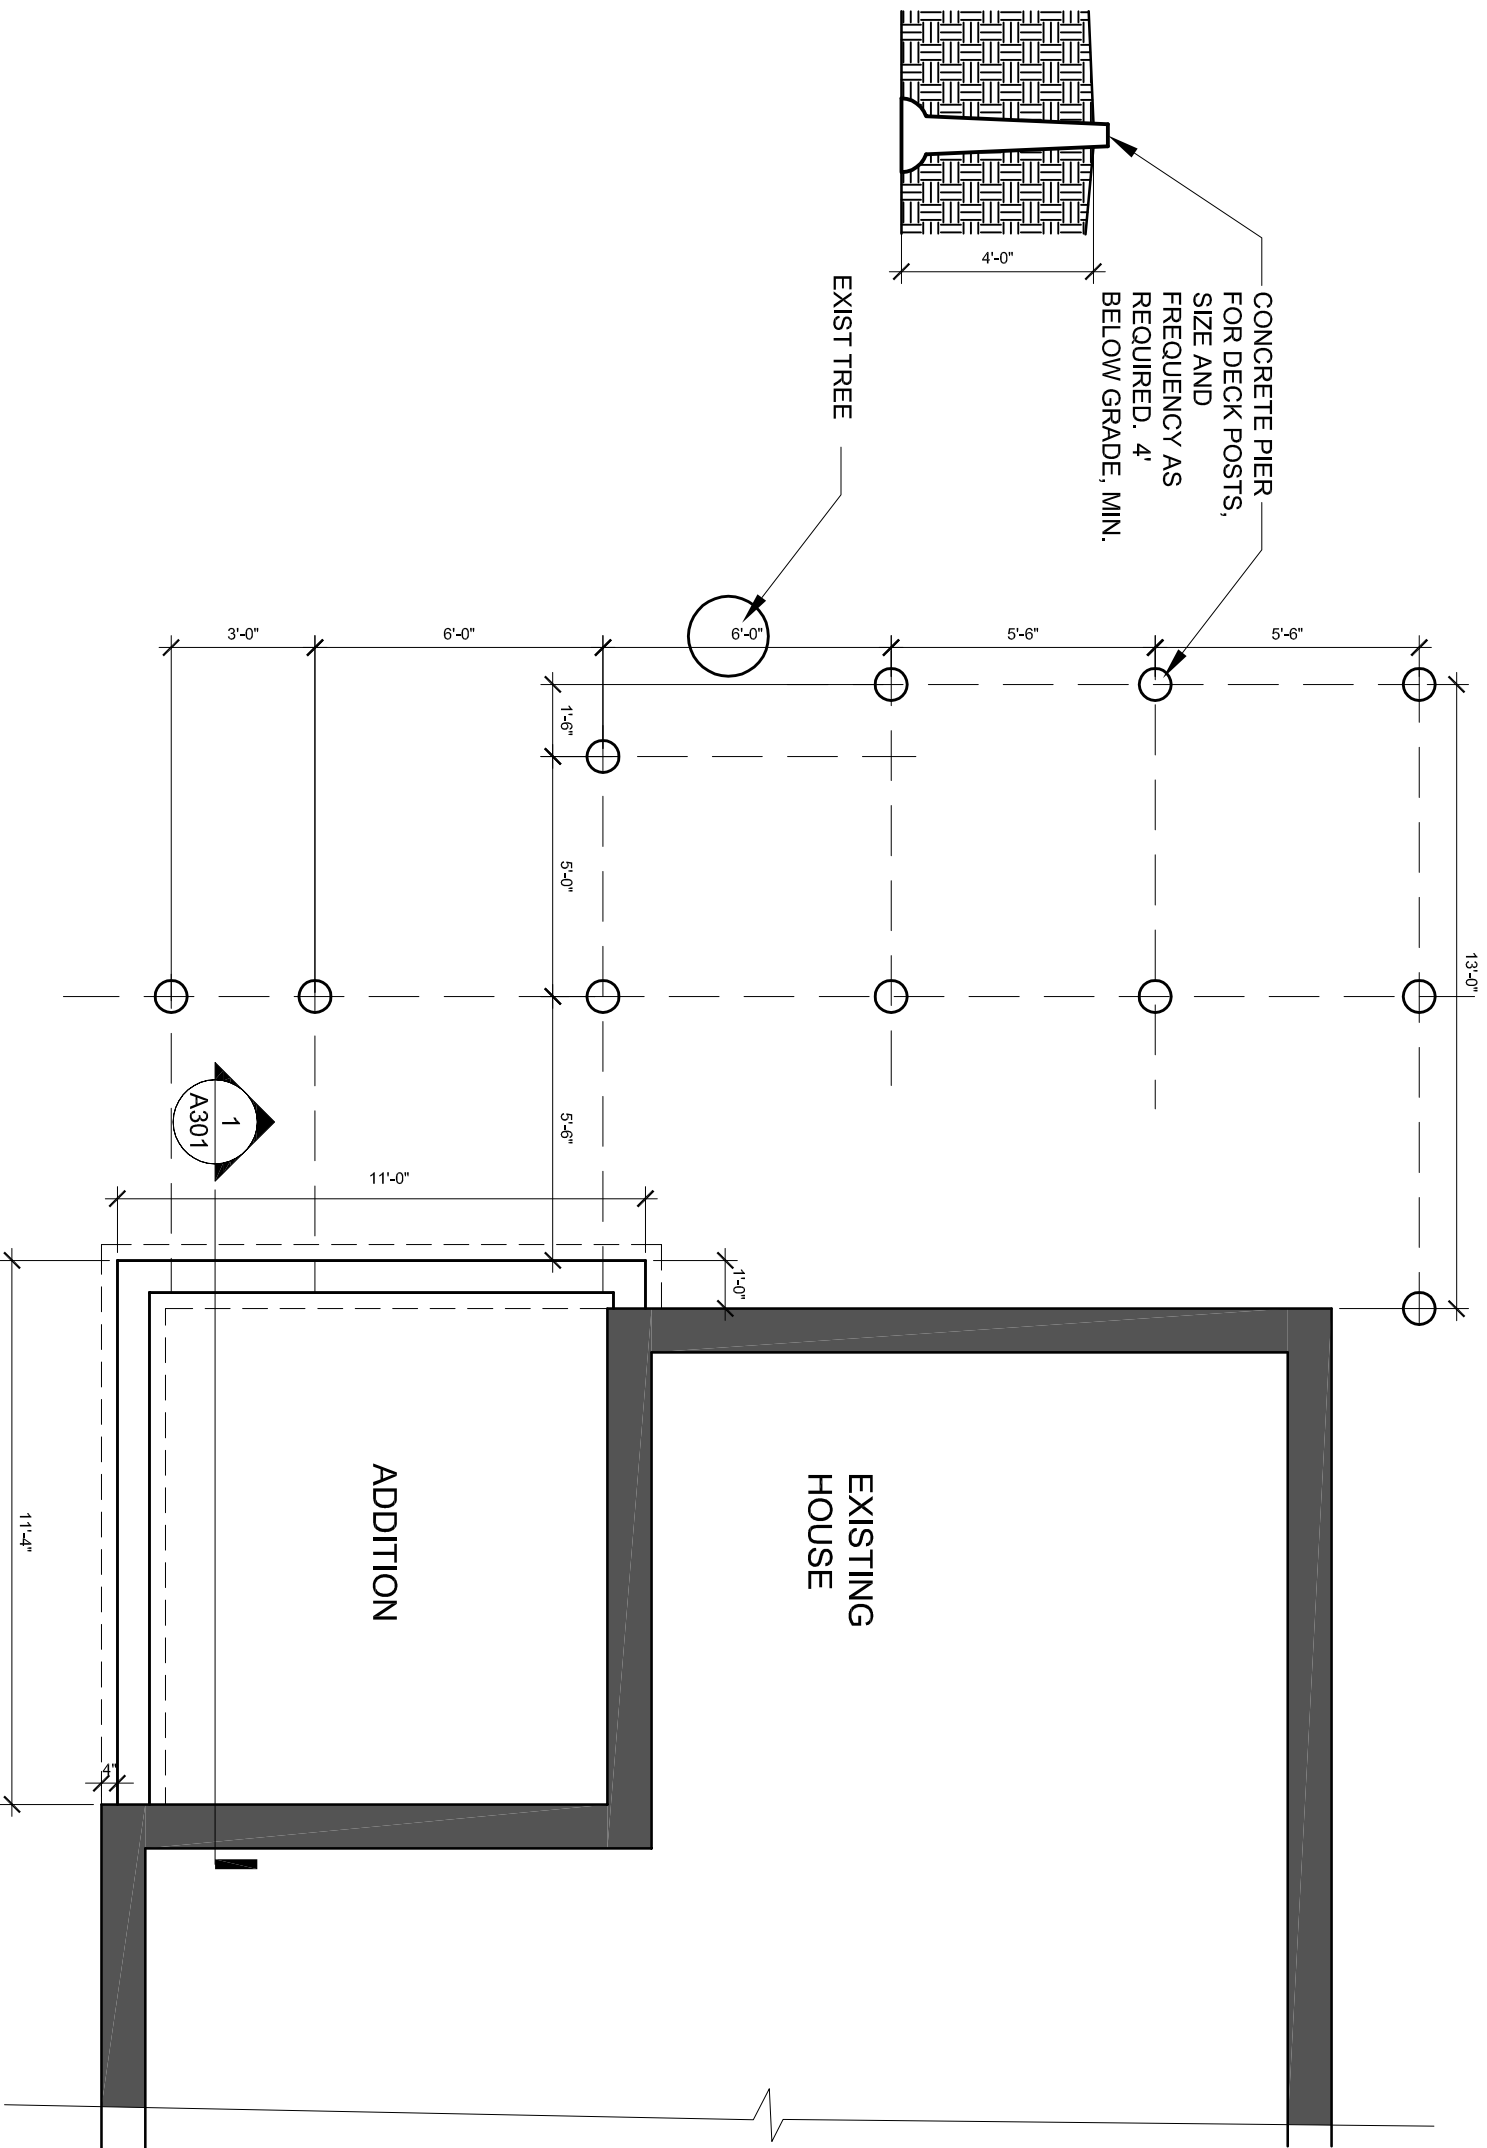 CONCRETE PIER
FOR DECK POSTS,
SIZE AND
FREQUENCY AS
REQUIRED. 4'
BELOW GRADE, MIN.
4'-0"
EXIST TREE
3'-0"
6'-0"
6'-0"
5'-6"
5'-6"
13'-0"
1'-6"
5'-0"
5'-6"
1
A301
11'-0"
1'-0"
EXISTING
HOUSE
ADDITION
11'-4"
4"